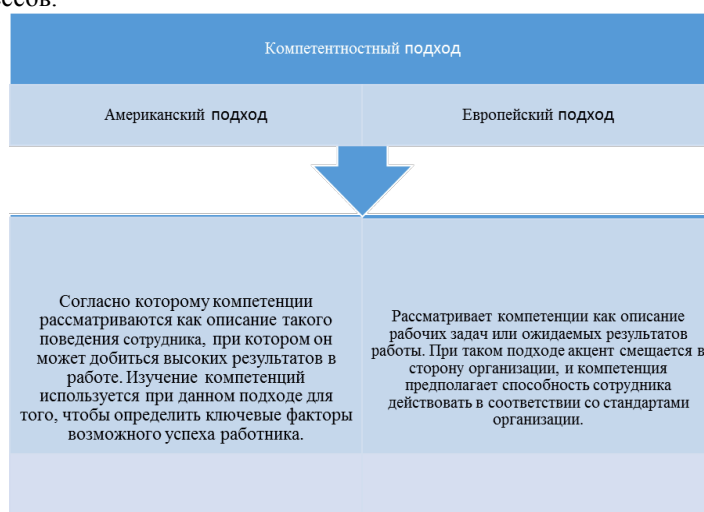 ссов.
Компетентностный подход
Американский подход
Европейский подход
Согласно которому компетенции
рассматриваются как описание такого
поведения сотрудника, при котором он
может добиться высоких результатов в
работе. Изучение компетенций
используется при данном подходе для
того, чтобы определить ключевые факторы
возможного успеха работника.
Рассматривает компетенции как описание
рабочих задач или ожидаемых результатов
работы. При таком подходе акцент смещается в
сторону организации, и компетенция
предполагает способность сотрудника
действовать в соответствии со стандартами
организации.